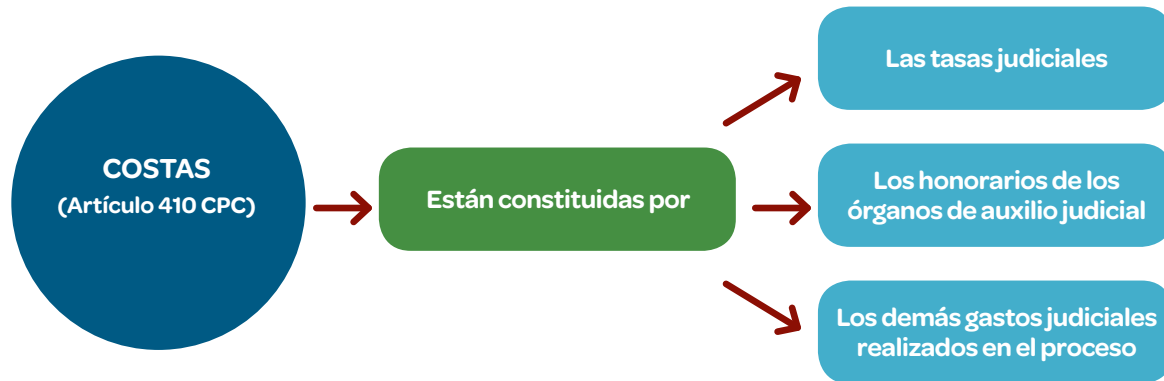 COSTAS
(Artículo 410 CPC)
Están constituidas por
Las tasas judiciales
Los honorarios de los
órganos de auxilio judicial
Los demás gastos judiciales
realizados en el proceso